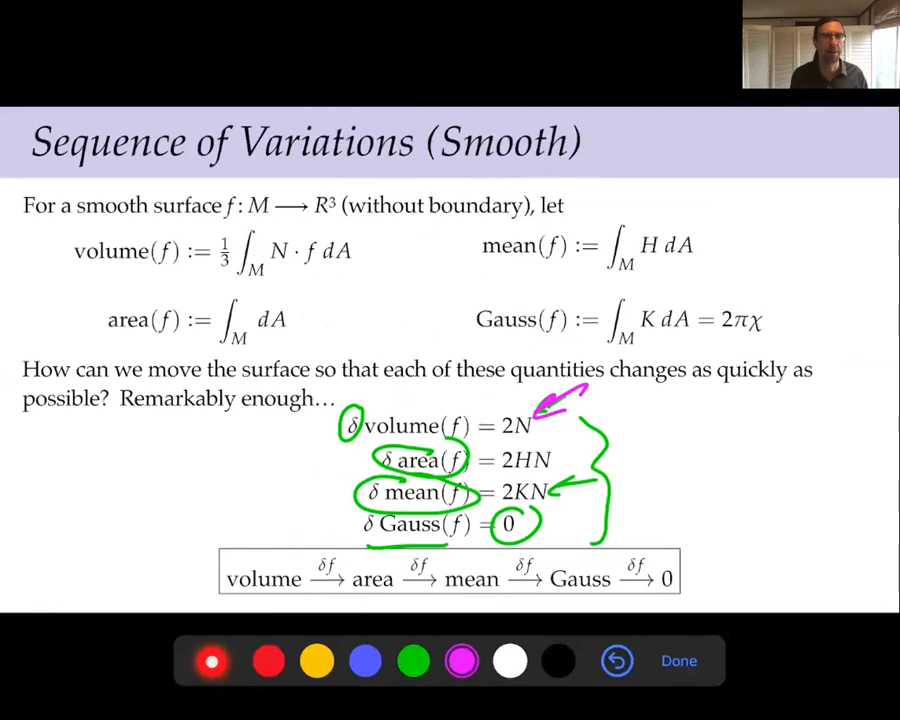 Sequence of Variations (Smooth)
For a smooth surface f : M ⟶ R³ (without boundary), let
volume(f) := 1/3 ∫_M N · f dA
mean(f) := ∫_M H dA
area(f) := ∫_M dA
Gauss(f) := ∫_M K dA = 2πχ
How can we move the surface so that each of these quantities changes as quickly as
possible? Remarkably enough…
δ volume(f) = 2N
δ area(f) = 2HN
δ mean(f) = 2KN
δ Gauss(f) = 0
volume —δf→ area —δf→ mean —δf→ Gauss —δf→ 0
Done